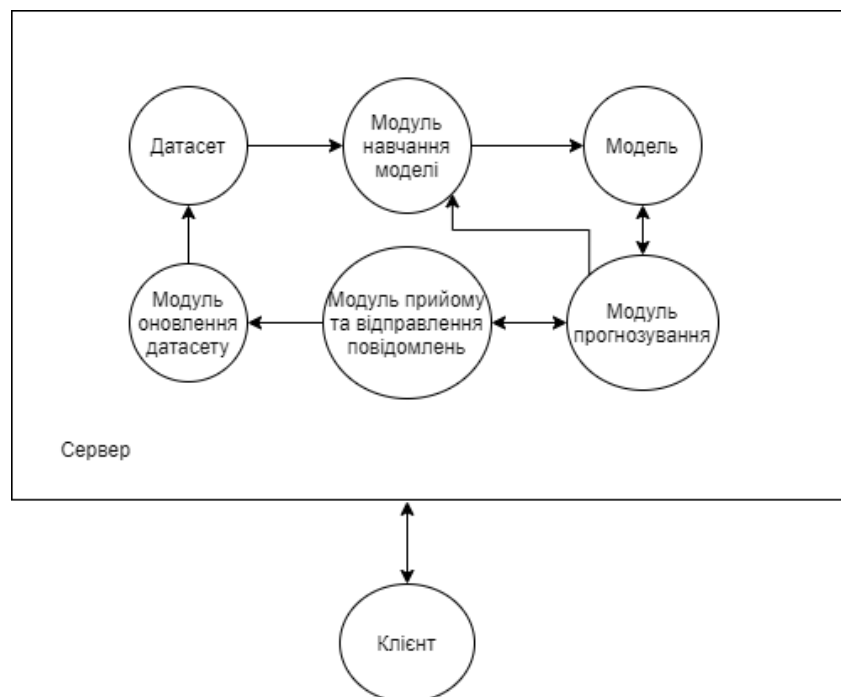 Датасет
Модуль
навчання
моделі
Модель
Модуль
оновлення
датасету
Модуль прийому
та відправлення
повідомлень
Модуль
прогнозування
Сервер
Клієнт